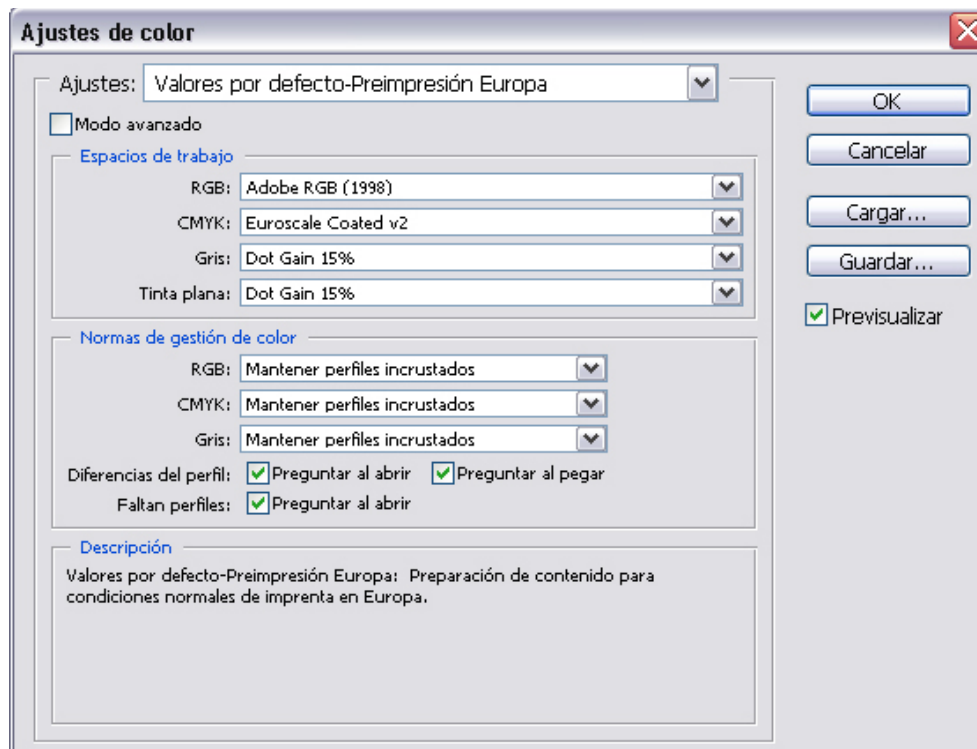 Ajustes de color
Ajustes: Valores por defecto-Preimpresión Europa
OK
Modo avanzado
Cancelar
Espacios de trabajo
RGB: Adobe RGB (1998)
CMYK: Euroscale Coated v2
Cargar...
Gris: Dot Gain 15%
Guardar...
Tinta plana: Dot Gain 15%
Previsualizar
Normas de gestión de color
RGB: Mantener perfiles incrustados
CMYK: Mantener perfiles incrustados
Gris: Mantener perfiles incrustados
Diferencias del perfil: Preguntar al abrir Preguntar al pegar
Faltan perfiles: Preguntar al abrir
Descripción
Valores por defecto-Preimpresión Europa: Preparación de contenido para
condiciones normales de imprenta en Europa.